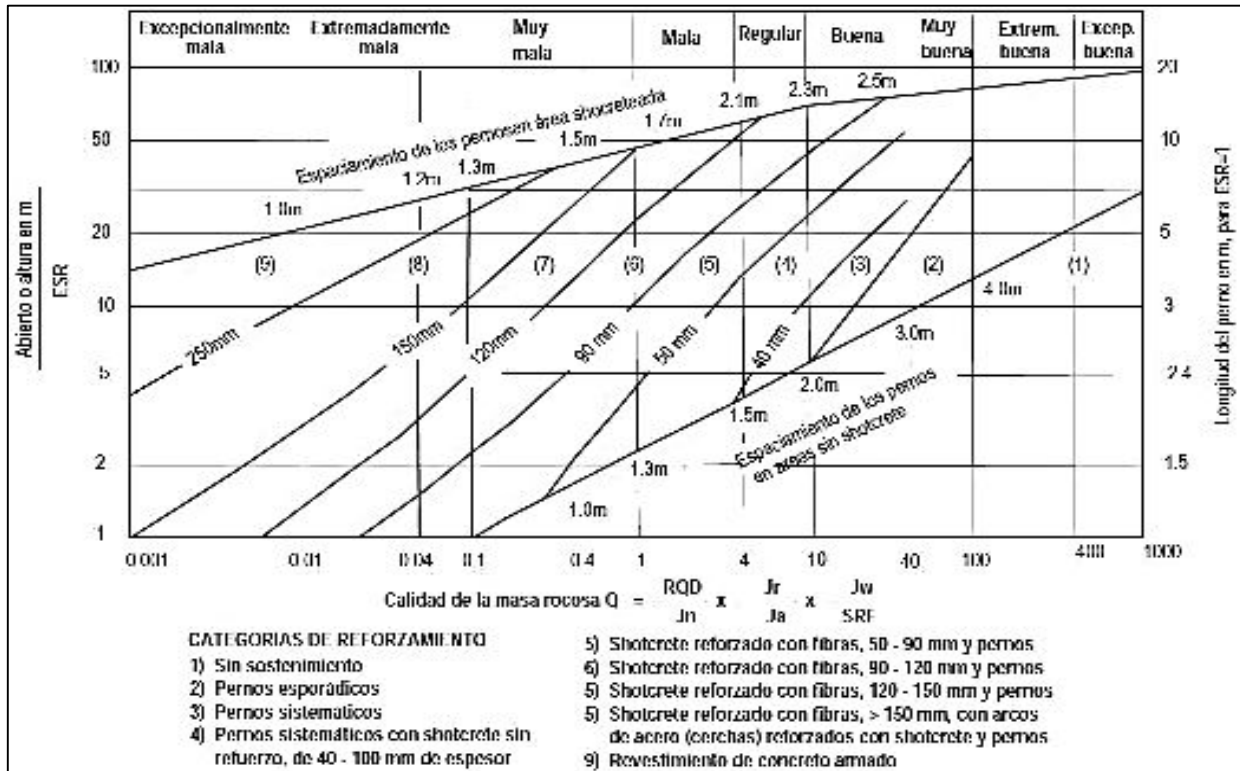 Excepcionalmente mala
Extremadamente mala
Muy mala
Mala
Regular
Buena
Muy buena
Extrem. buena
Excep. buena
100
50
20
10
5
2
1
Abierto o altura en m
ESR
20
10
5
3
2.4
1.5
Longitud del perno en m, para ESR=1
Espaciamiento de los pernosen área shocreteada
1.0m
1.2m
1.3m
1.5m
1.7m
2.1m
2.3m
2.5m
(9)
(8)
(7)
(6)
(5)
(4)
(3)
(2)
(1)
250mm
150mm
120mm
90 mm
50 mm
40 mm
4.0m
3.0m
2.0m
1.5m
1.3m
1.0m
Espaciamiento de los pernos
en areas sin shotcrete
0.001
0.01
0.04
0.1
0.4
1
4
10
40
100
400
1000
Calidad de la masa rocosa Q = RQD / Jn x Jr / Ja x Jw / SRF
CATEGORIAS DE REFORZAMIENTO
1) Sin sostenimiento
2) Pernos esporádicos
3) Pernos sistemáticos
4) Pernos sistemáticos con shotcrete sin
refuerzo, de 40 - 100 mm de espesor
5) Shotcrete reforzado con fibras, 50 - 90 mm y pernos
6) Shotcrete reforzado con fibras, 90 - 120 mm y pernos
5) Shotcrete reforzado con fibras, 120 - 150 mm y pernos
5) Shotcrete reforzado con fibras, > 150 mm, con arcos
de acero (cerchas) reforzados con shotcrete y pernos
9) Revestimiento de concreto armado